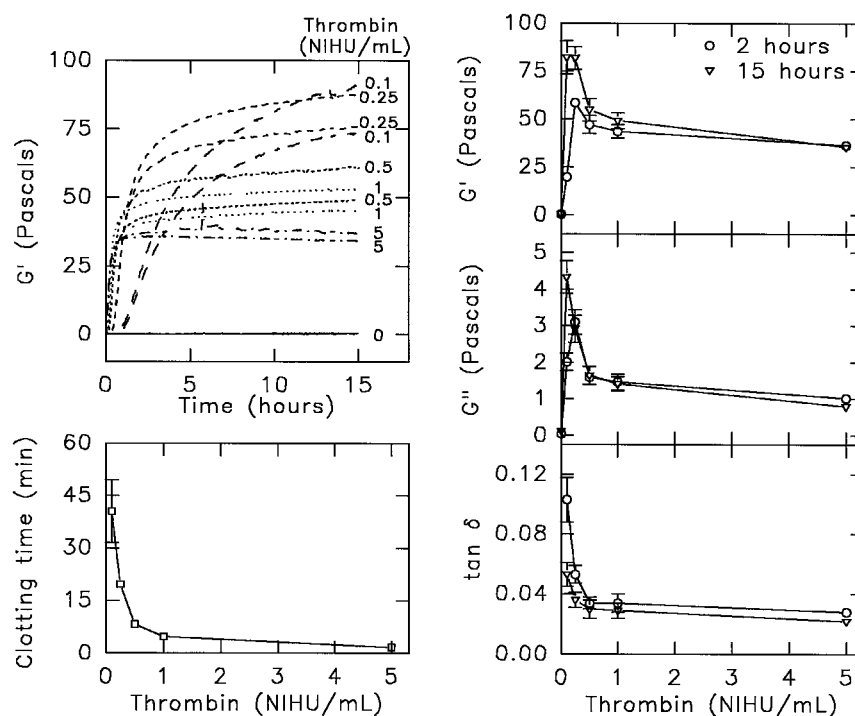 Thrombin
(NIHU/mL)
100
75
50
25
0
G' (Pascals)
0.1
0.25
0.25
0.1
0.5
1
0.5
1
5
5
0
0 5 10 15
Time (hours)
60
45
30
15
0
Clotting time (min)
0 1 2 3 4 5
Thrombin (NIHU/mL)
100
75
50
25
0
G' (Pascals)
2 hours
15 hours
5
4
3
2
1
0
G" (Pascals)
0.12
0.08
0.04
0.00
tan δ
0 1 2 3 4 5
Thrombin (NIHU/mL)